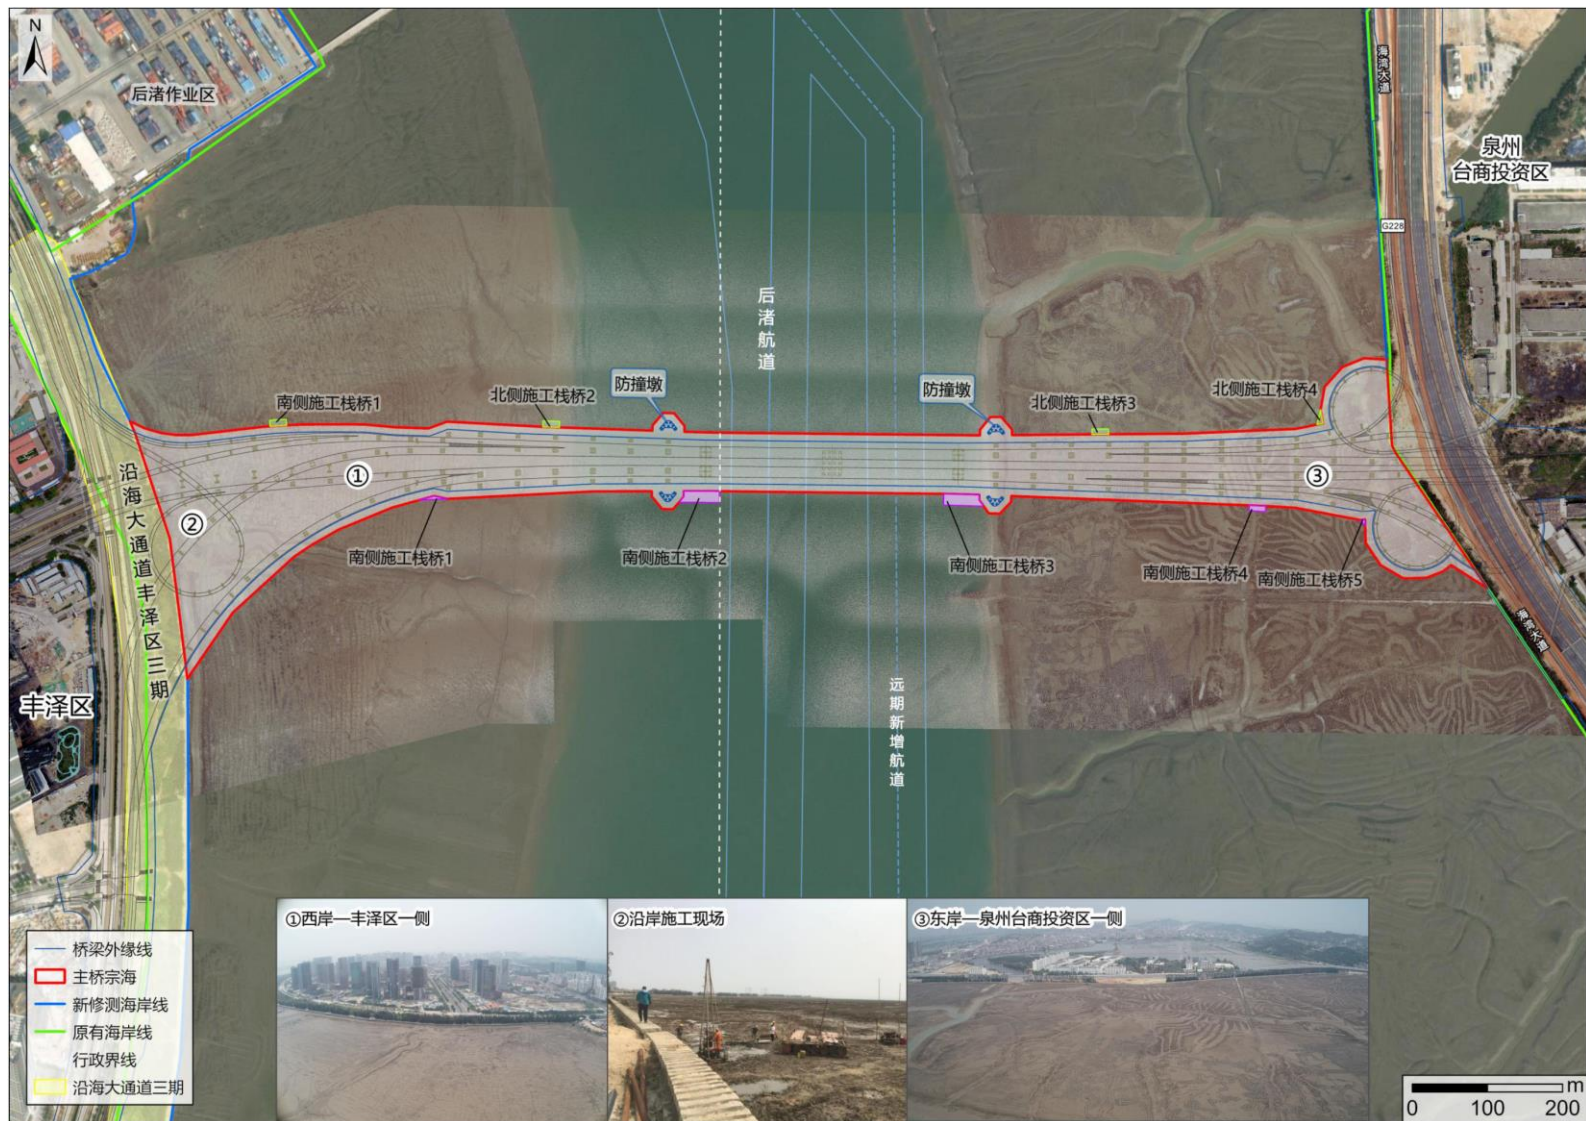 N
后渚作业区
海湾大道
泉州
台商投资区
G228
后渚航道
防撞墩
防撞墩
南侧施工栈桥1
北侧施工栈桥2
北侧施工栈桥3
北侧施工栈桥4
①
②
③
沿海大通道丰泽区三期
南侧施工栈桥1
南侧施工栈桥2
南侧施工栈桥3
南侧施工栈桥4
南侧施工栈桥5
海湾大道
丰泽区
远期新增航道
①西岸—丰泽区一侧
②沿岸施工现场
③东岸—泉州台商投资区一侧
桥梁外缘线
主桥宗海
新修测海岸线
原有海岸线
行政界线
沿海大通道三期
m
0 100 200